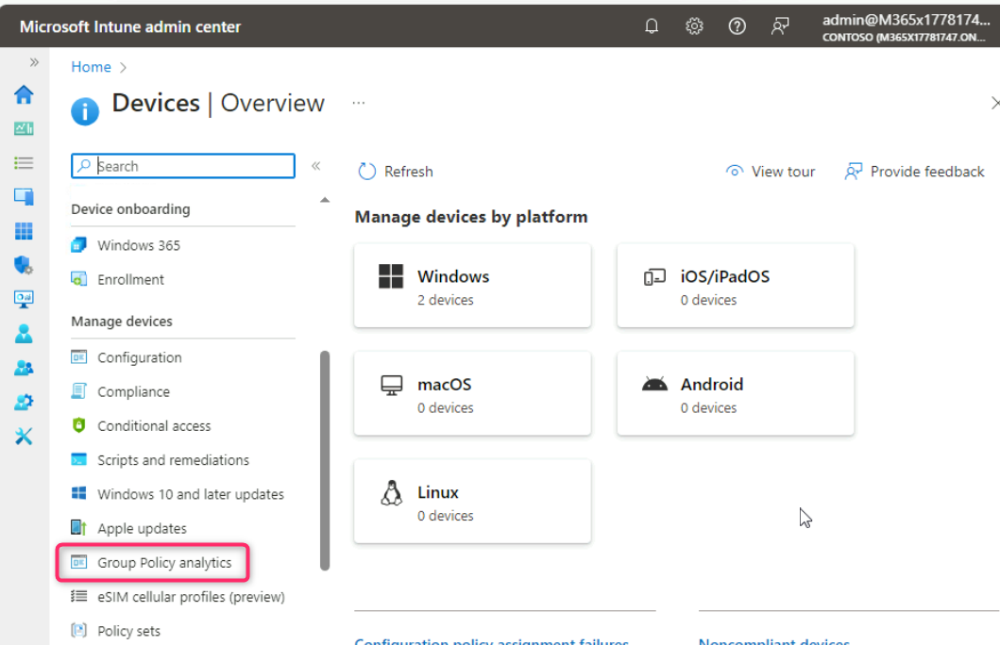 Microsoft Intune admin center
admin@M365x1778174...
CONTOSO (M365X17781747.ON...
Home >
Devices | Overview ...
Search
Refresh
View tour
Provide feedback
Device onboarding
Windows 365
Enrollment
Manage devices
Configuration
Compliance
Conditional access
Scripts and remediations
Windows 10 and later updates
Apple updates
Group Policy analytics
eSIM cellular profiles (preview)
Policy sets
Manage devices by platform
Windows
2 devices
iOS/iPadOS
0 devices
macOS
0 devices
Android
0 devices
Linux
0 devices
Configuration policy assignment failures
Noncompliant devices